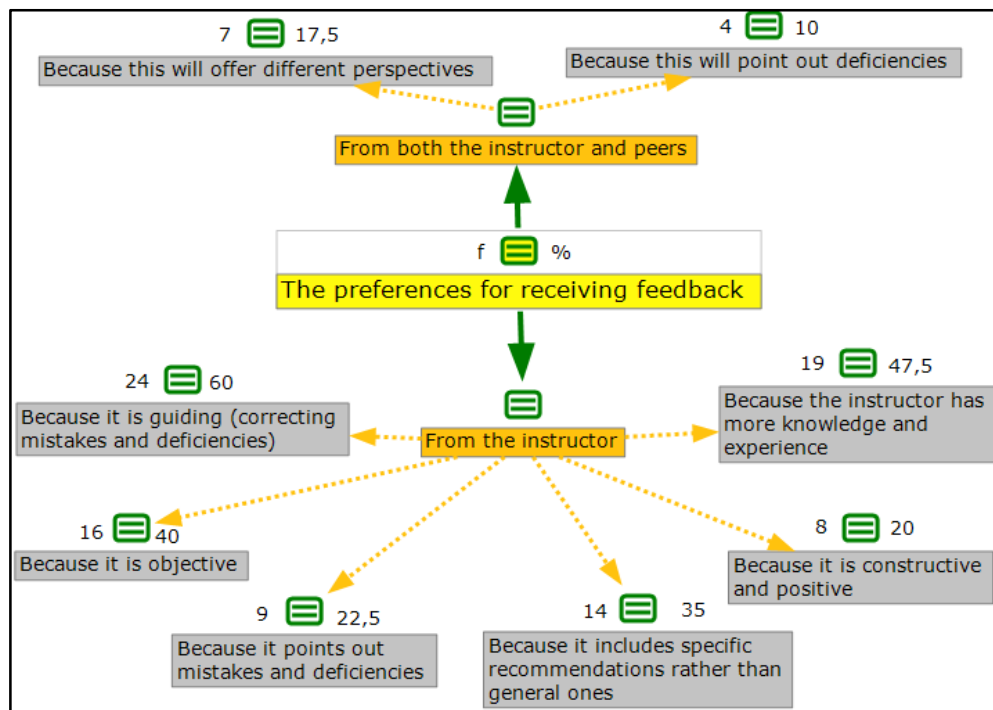 7 17,5
Because this will offer different perspectives
4 10
Because this will point out deficiencies
From both the instructor and peers
f %
The preferences for receiving feedback
24 60
Because it is guiding (correcting
mistakes and deficiencies)
From the instructor
19 47,5
Because the instructor has
more knowledge and
experience
16 40
Because it is objective
8 20
Because it is constructive
and positive
9 22,5
Because it points out
mistakes and deficiencies
14 35
Because it includes specific
recommendations rather than
general ones